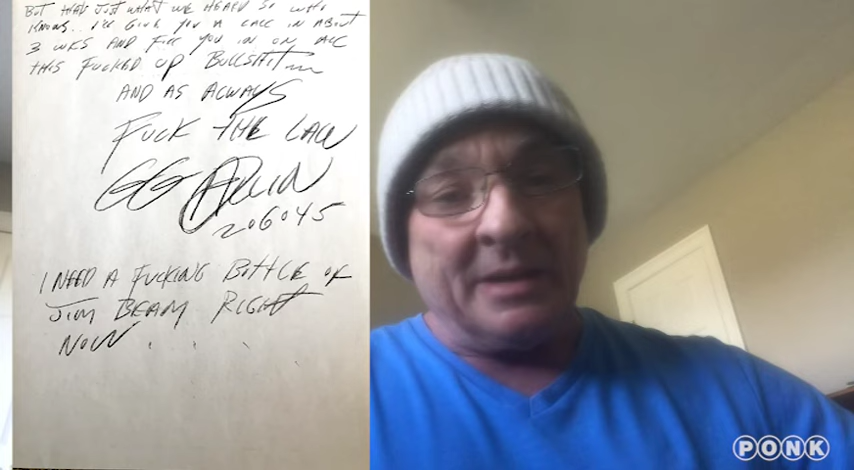 BUT THAT JUST WHAT WE HEARD SO WHO
KNOWS. I'LL GIVE YOU A CALL IN ABOUT
3 WKS AND FILL YOU IN ON ALL
THIS FUCKED UP BULLSHIT
AND AS ALWAYS
FUCK THE LAW
GG ALLIN
206045
I NEED A FUCKING BOTTLE OF
JIM BEAM RIGHT
NOW . . .
PONK